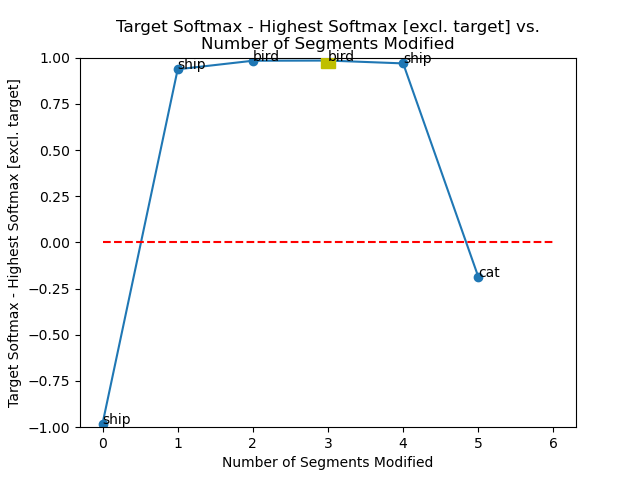 Target Softmax - Highest Softmax [excl. target] vs.
Number of Segments Modified
Target Softmax - Highest Softmax [excl. target]
1.00
0.75
0.50
0.25
0.00
−0.25
−0.50
−0.75
−1.00
ship
ship
bird
bird
ship
cat
0 1 2 3 4 5 6
Number of Segments Modified